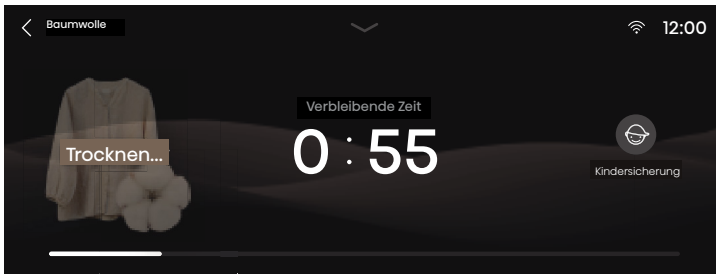 Baumwolle
12:00
Verbleibende Zeit
Trocknen...
0 : 55
Kindersicherung